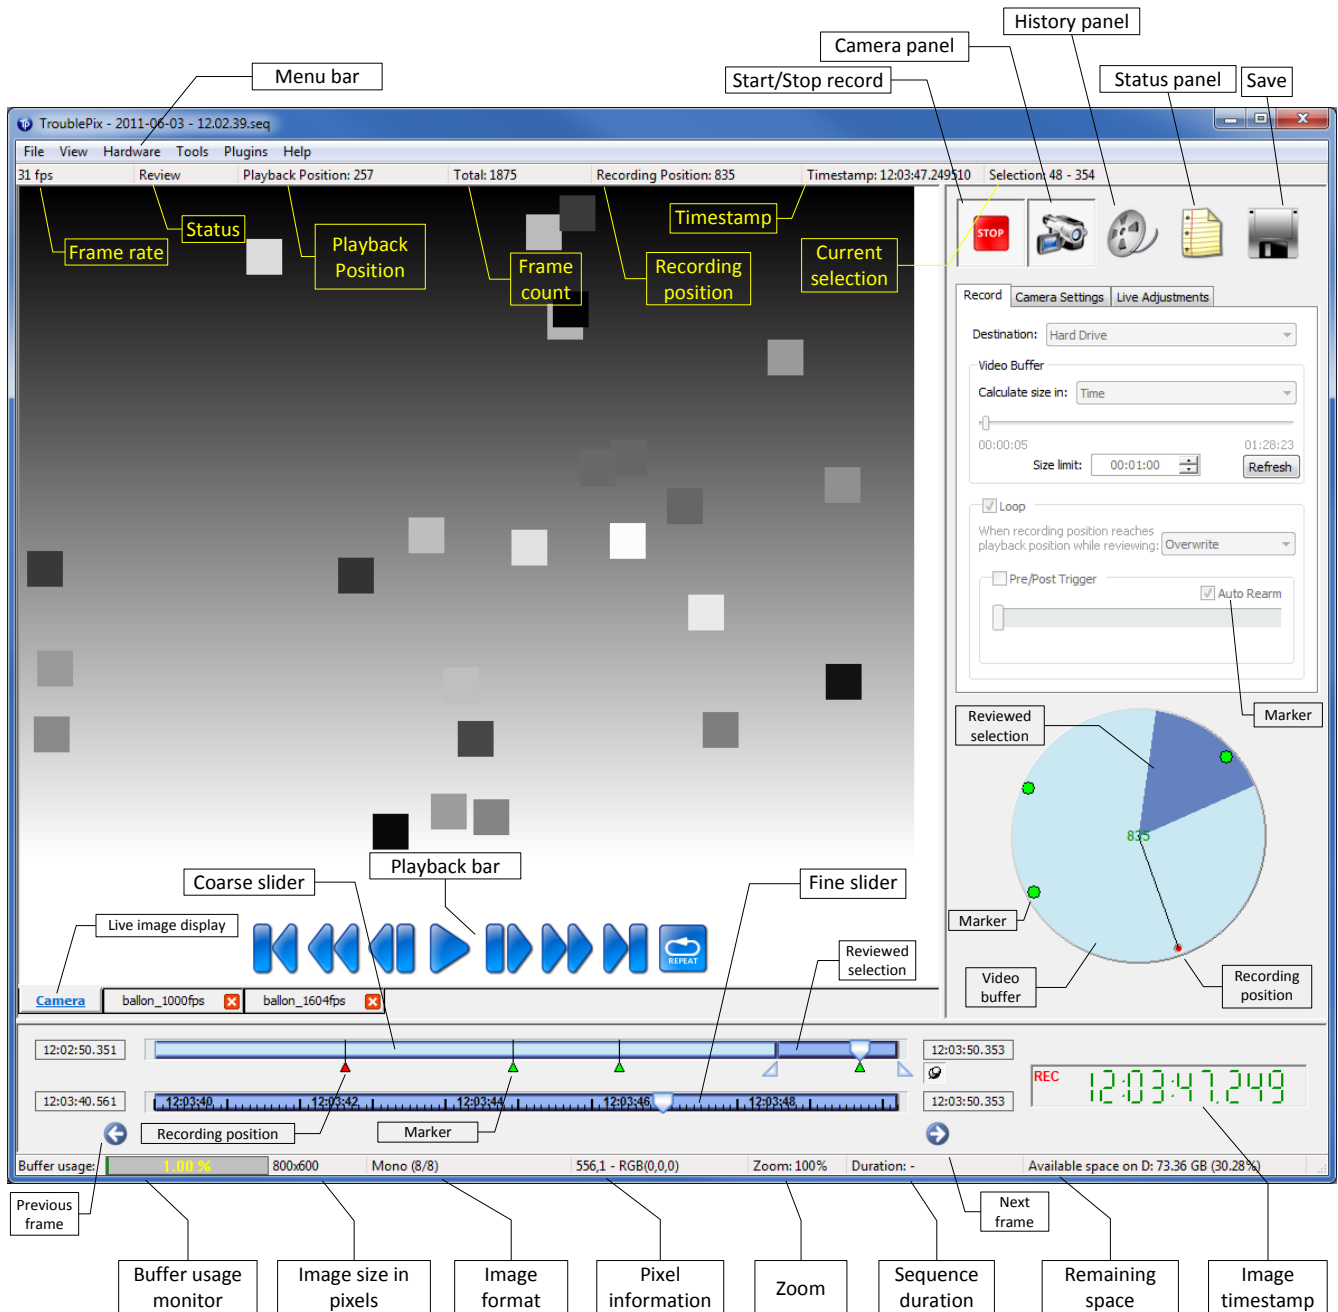 History panel
Camera panel
Start/Stop record
Status panel
Save
Menu bar
TroublePix - 2011-06-03 - 12.02.39.seq
File View Hardware Tools Plugins Help
31 fps Review Playback Position: 257 Total: 1875 Recording Position: 835 Timestamp: 12:03:47.249510 Selection: 48 - 354
Frame rate
Status
Playback
Position
Frame
count
Recording
position
Timestamp
Current
selection
STOP
Record Camera Settings Live Adjustments
Destination: Hard Drive
Video Buffer
Calculate size in: Time
00:00:05 01:28:23
Size limit: 00:01:00 Refresh
Loop
When recording position reaches
playback position while reviewing: Overwrite
Pre/Post Trigger
Auto Rearm
Marker
Reviewed
selection
835
Marker
Video
buffer
Recording
position
Playback bar
Coarse slider
Fine slider
Live image display
REPEAT
Reviewed
selection
Camera ballon_1000fps ballon_1604fps
12:02:50.351 12:03:50.353
12:03:40.561 12:03:40 12:03:42 12:03:44 12:03:46 12:03:48 12:03:50.353
REC 12:03:47.249
Recording position
Marker
Buffer usage: 1.00 % 800x600 Mono (8/8) 556,1 - RGB(0,0,0) Zoom: 100% Duration: - Available space on D: 73.36 GB (30.28%)
Previous
frame
Next
frame
Buffer usage
monitor
Image size in
pixels
Image
format
Pixel
information
Zoom
Sequence
duration
Remaining
space
Image
timestamp